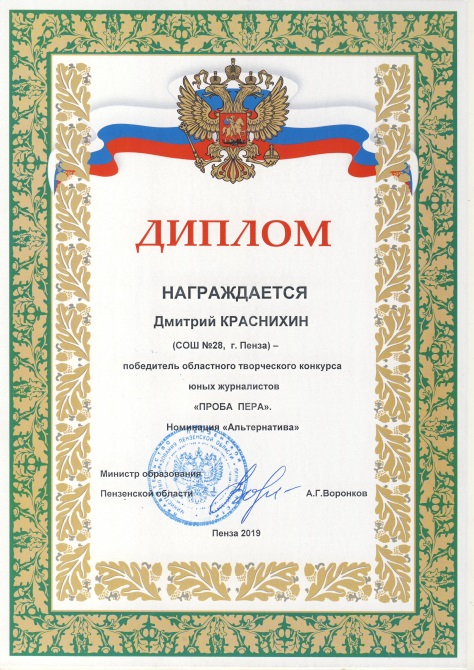 ДИПЛОМ
НАГРАЖДАЕТСЯ
Дмитрий КРАСНИХИН
(СОШ №28, г. Пенза) –
победитель областного творческого конкурса
юных журналистов
«ПРОБА ПЕРА».
Номинация «Альтернатива»
Министр образования
Пензенской области
А.Г.Воронков
Пенза 2019